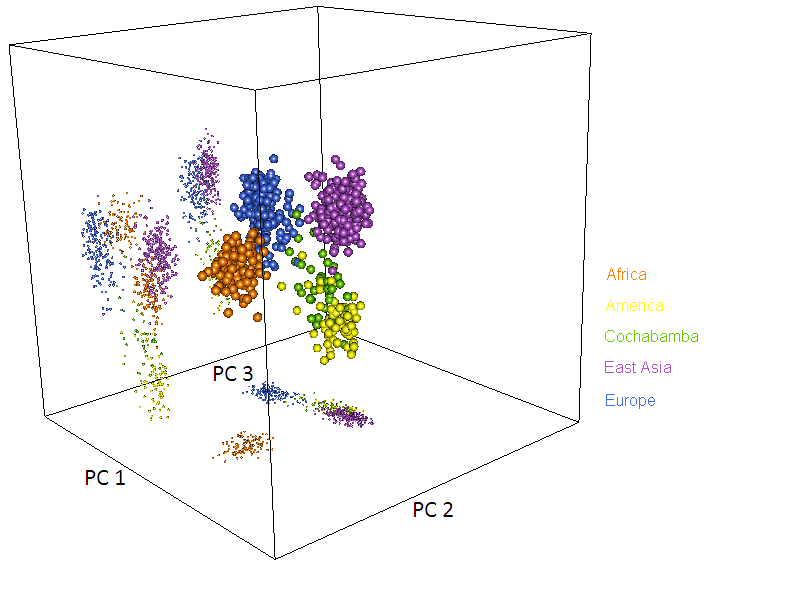 PC 3
PC 1
PC 2
Africa
America
Cochabamba
East Asia
Europe